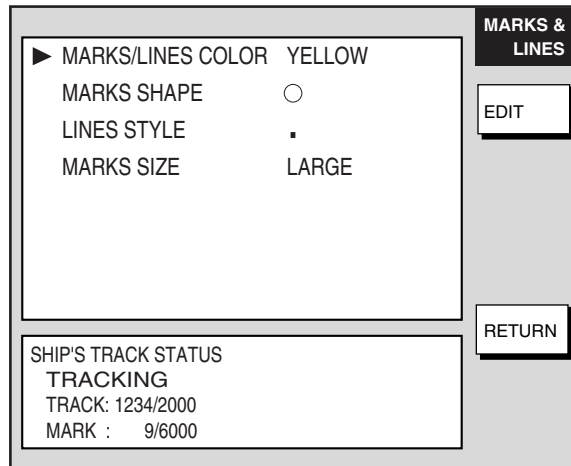 MARKS &
LINES
▶ MARKS/LINES COLOR YELLOW
MARKS SHAPE ○
LINES STYLE .
MARKS SIZE LARGE
EDIT
RETURN
SHIP'S TRACK STATUS
TRACKING
TRACK: 1234/2000
MARK : 9/6000